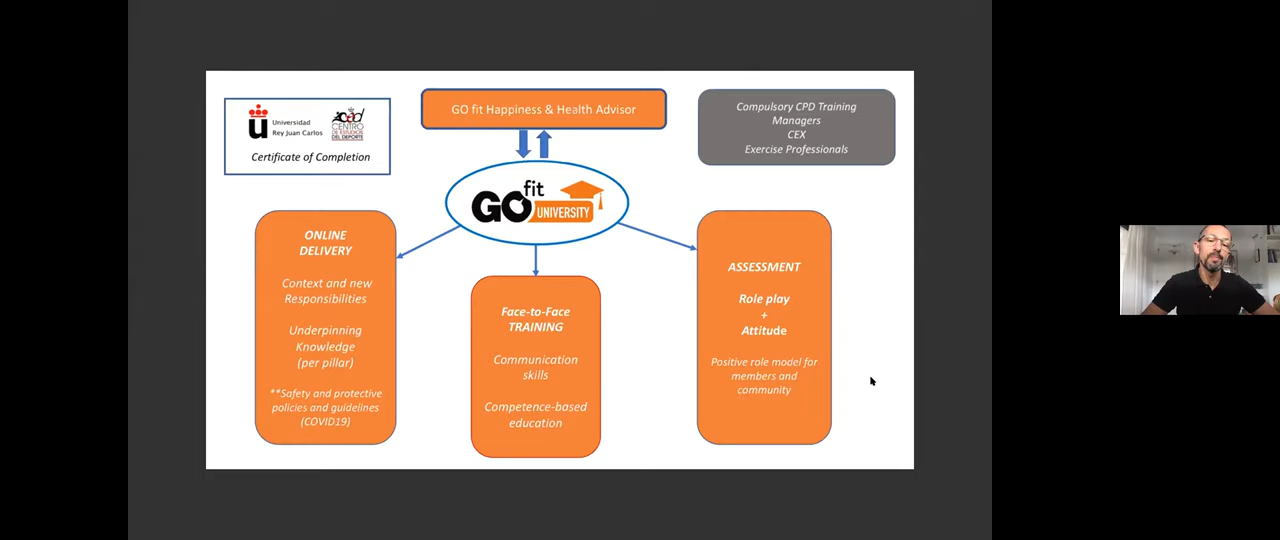 Universidad
Rey Juan Carlos
cad
CENTRO
DE ESTUDIOS
DEL DEPORTE
Certificate of Completion
GO fit Happiness & Health Advisor
Compulsory CPD Training
Managers
CEX
Exercise Professionals
GO fit
UNIVERSITY
ONLINE
DELIVERY
Context and new
Responsibilities
Underpinning
Knowledge
(per pillar)
**Safety and protective
policies and guidelines
(COVID19)
Face-to-Face
TRAINING
Communication
skills
Competence-based
education
ASSESSMENT
Role play
+
Attitude
Positive role model for
members and
community